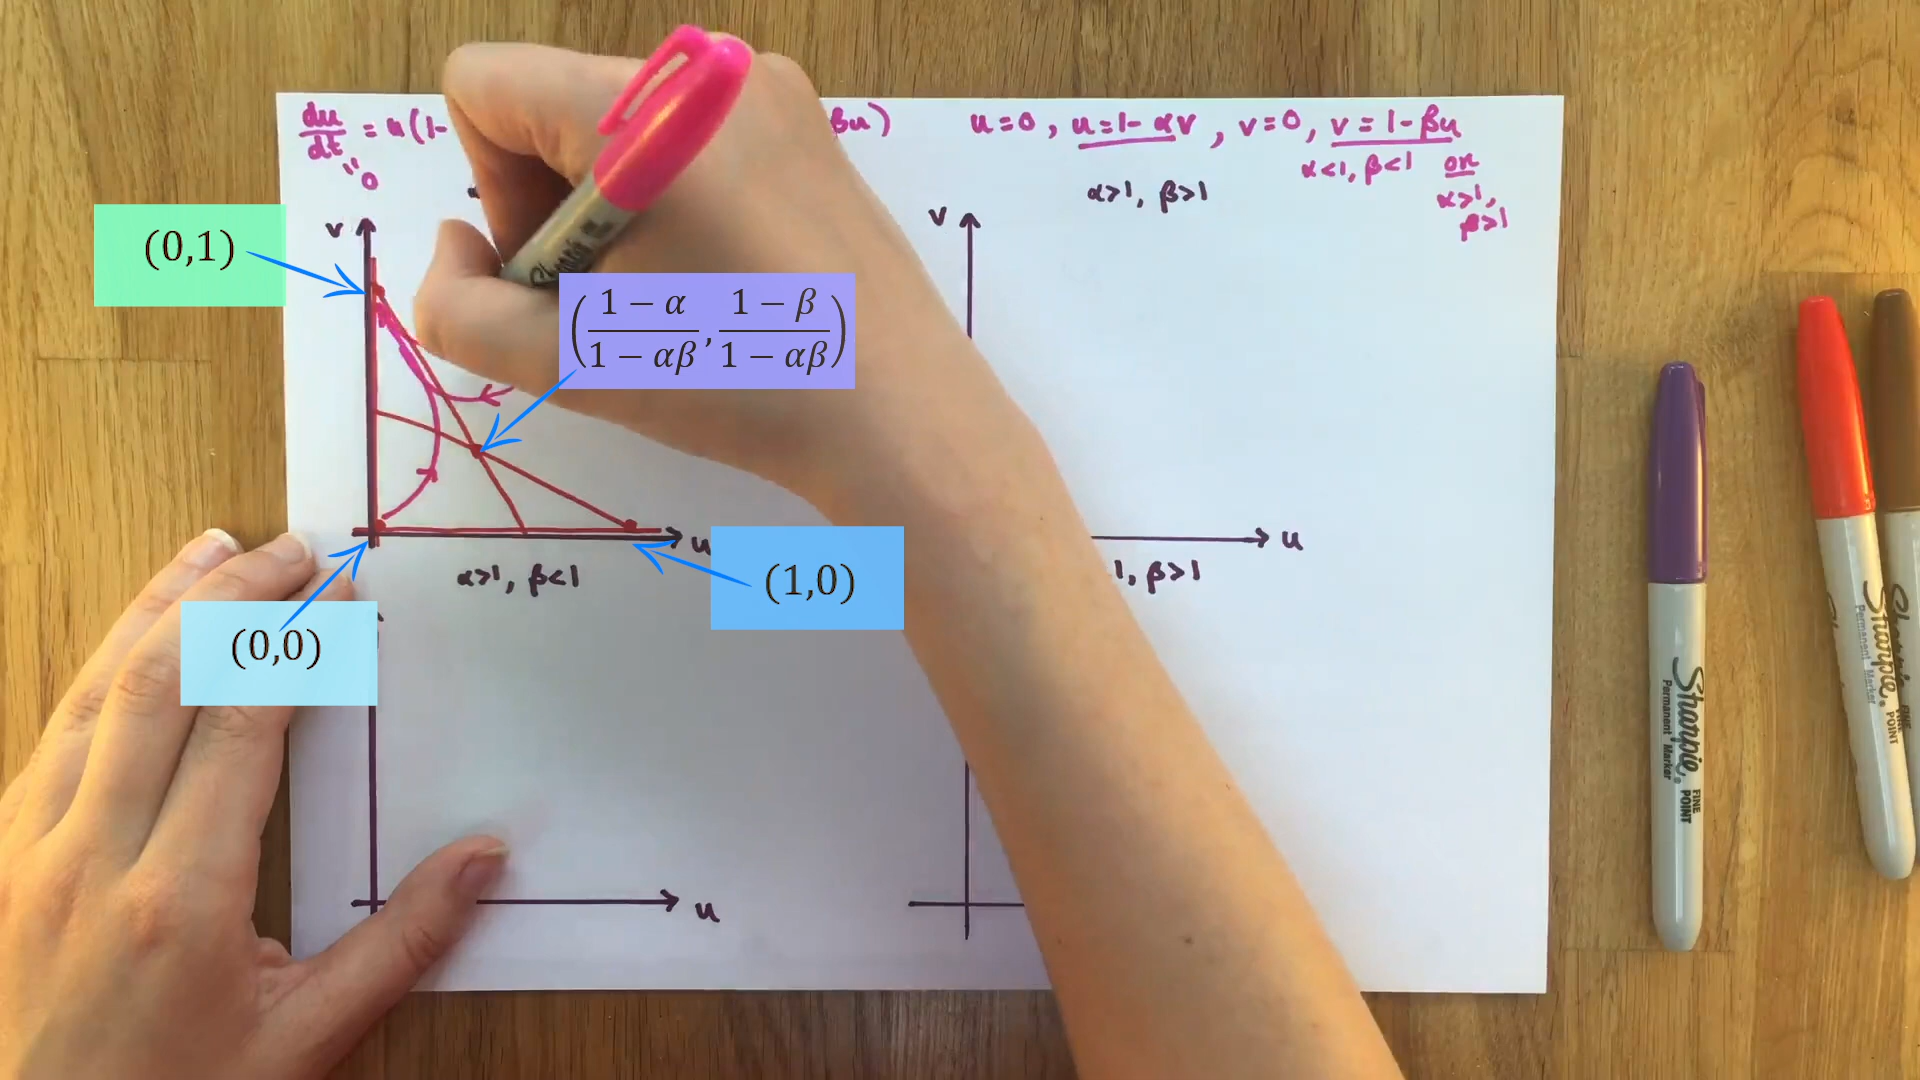 du/dt = u(1-
βu)
u=0, u=1-αv, v=0, v=1-βu
"0
α<1, β<1 or
α>1,
β>1
α>1, β>1
v
v
(0,1)
(1-α/1-αβ, 1-β/1-αβ)
u
u
α>1, β<1
1, β>1
(1,0)
(0,0)
u
Sharpie
Sharpie
Permanent Marker
FINE
POINT
Sharpie
Permanent Marker
FINE
POINT